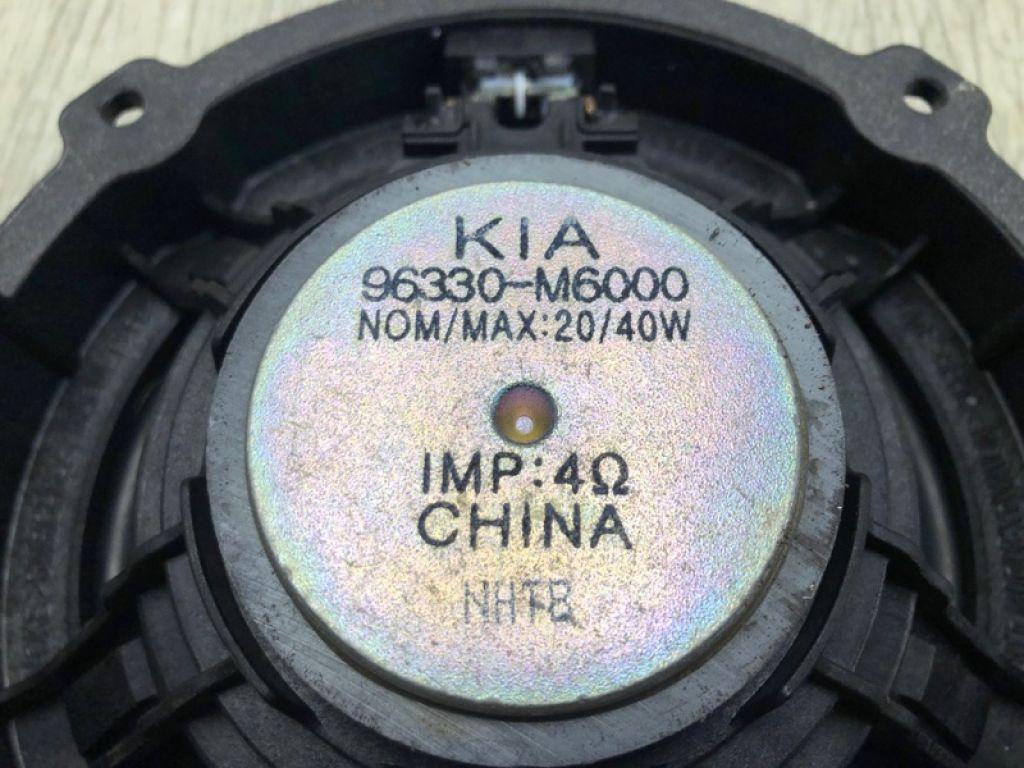 KIA
96330-M6000
NOM/MAX:20/40W
IMP:4Ω
CHINA
NHTB